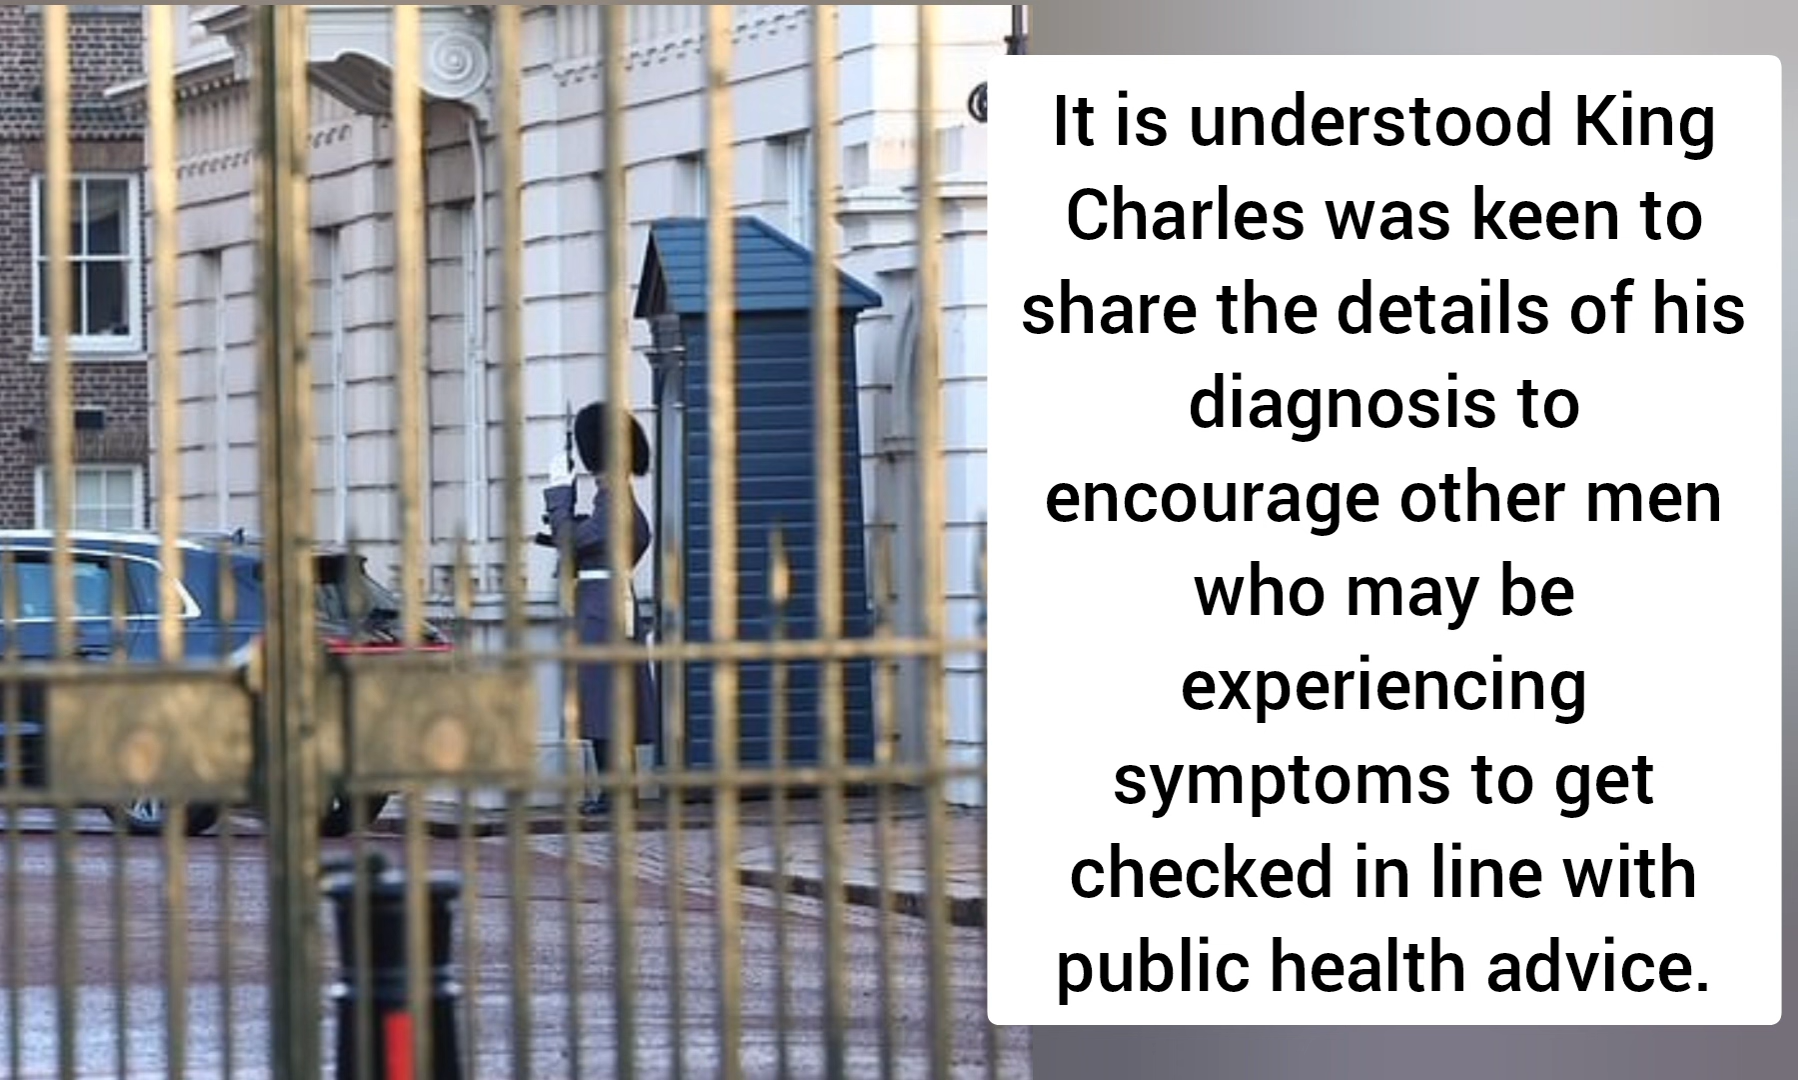 It is understood King
Charles was keen to
share the details of his
diagnosis to
encourage other men
who may be
experiencing
symptoms to get
checked in line with
public health advice.